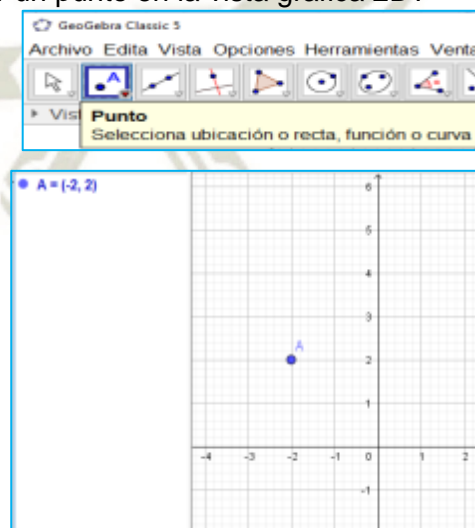 un punto en la vista gráfica 2D?
GeoGebra Classic 5
Archivo Edita Vista Opciones Herramientas Venta
A
Vis
Punto
Selecciona ubicación o recta, función o curva
A = (-2, 2)
6
5
4
3
A
2
1
-4 -3 -2 -1 0 1 2
-1